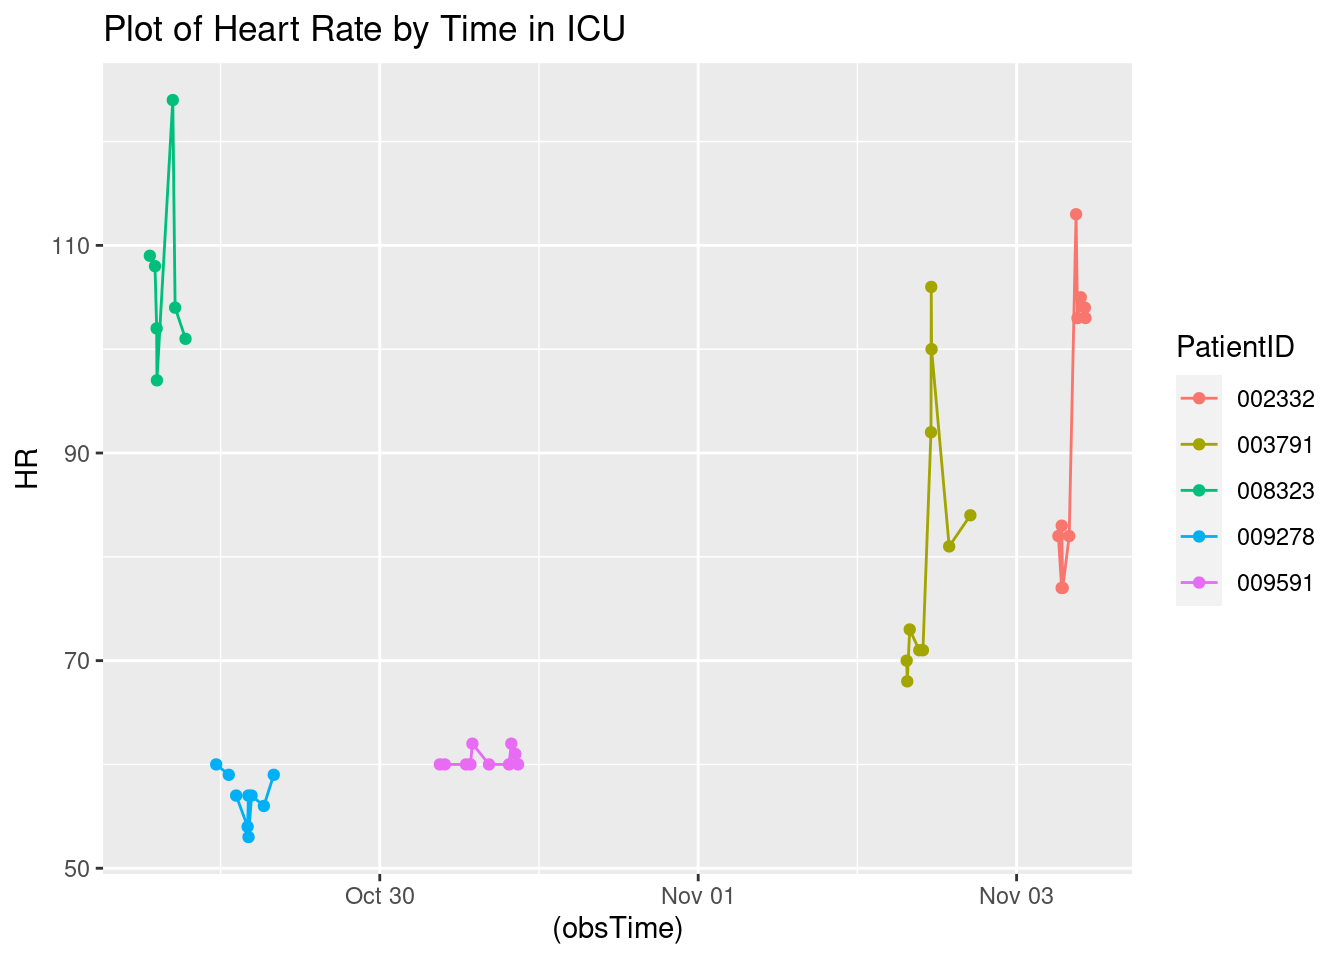 Plot of Heart Rate by Time in ICU
110
90
70
50
HR
Oct 30
Nov 01
Nov 03
(obsTime)
PatientID
002332
003791
008323
009278
009591